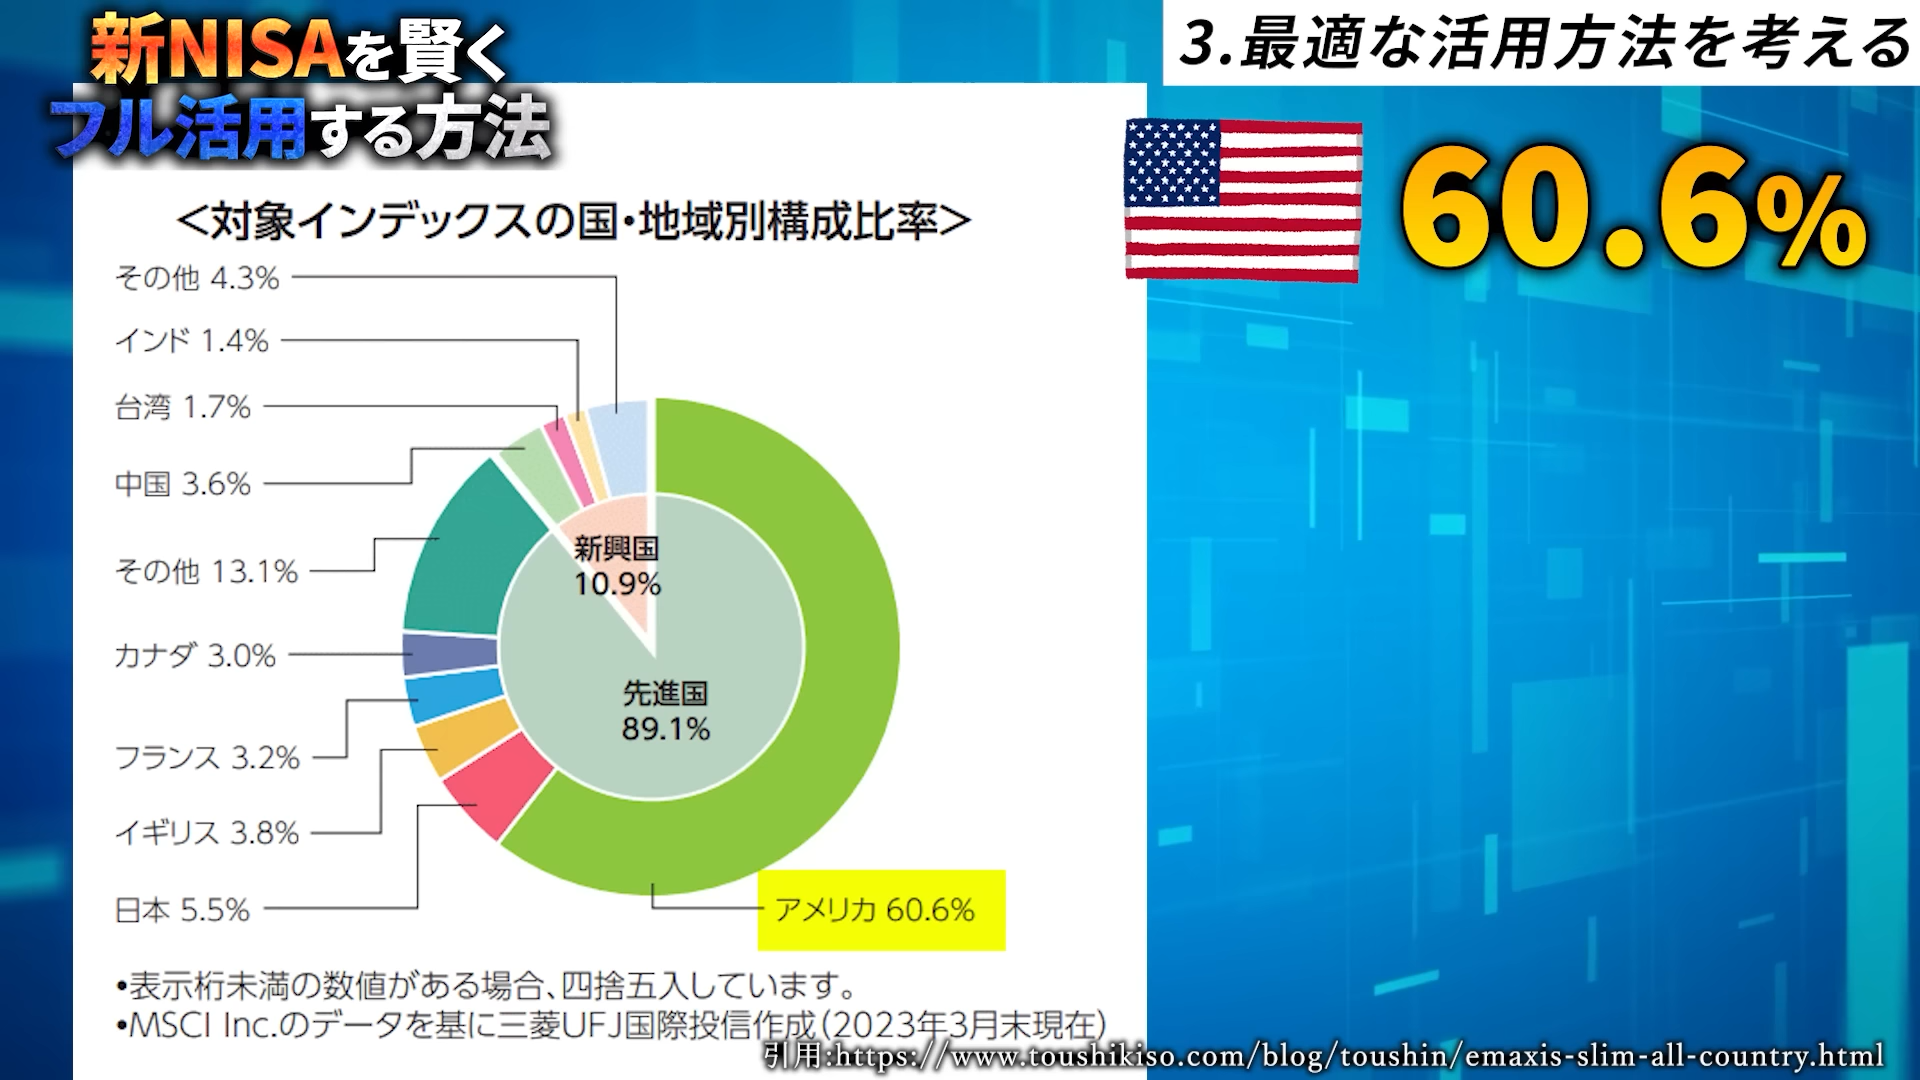 新NISAを賢く
フル活用する方法
3.最適な活用方法を考える
60.6%
＜対象インデックスの国・地域別構成比率＞
その他 4.3%
インド 1.4%
台湾 1.7%
中国 3.6%
その他 13.1%
カナダ 3.0%
フランス 3.2%
イギリス 3.8%
日本 5.5%
新興国
10.9%
先進国
89.1%
アメリカ 60.6%
•表示桁未満の数値がある場合、四捨五入しています。
•MSCI Inc.のデータを基に三菱UFJ国際投信作成（2023年3月末現在）
引用:https://www.toushikiso.com/blog/toushin/emaxis-slim-all-country.html